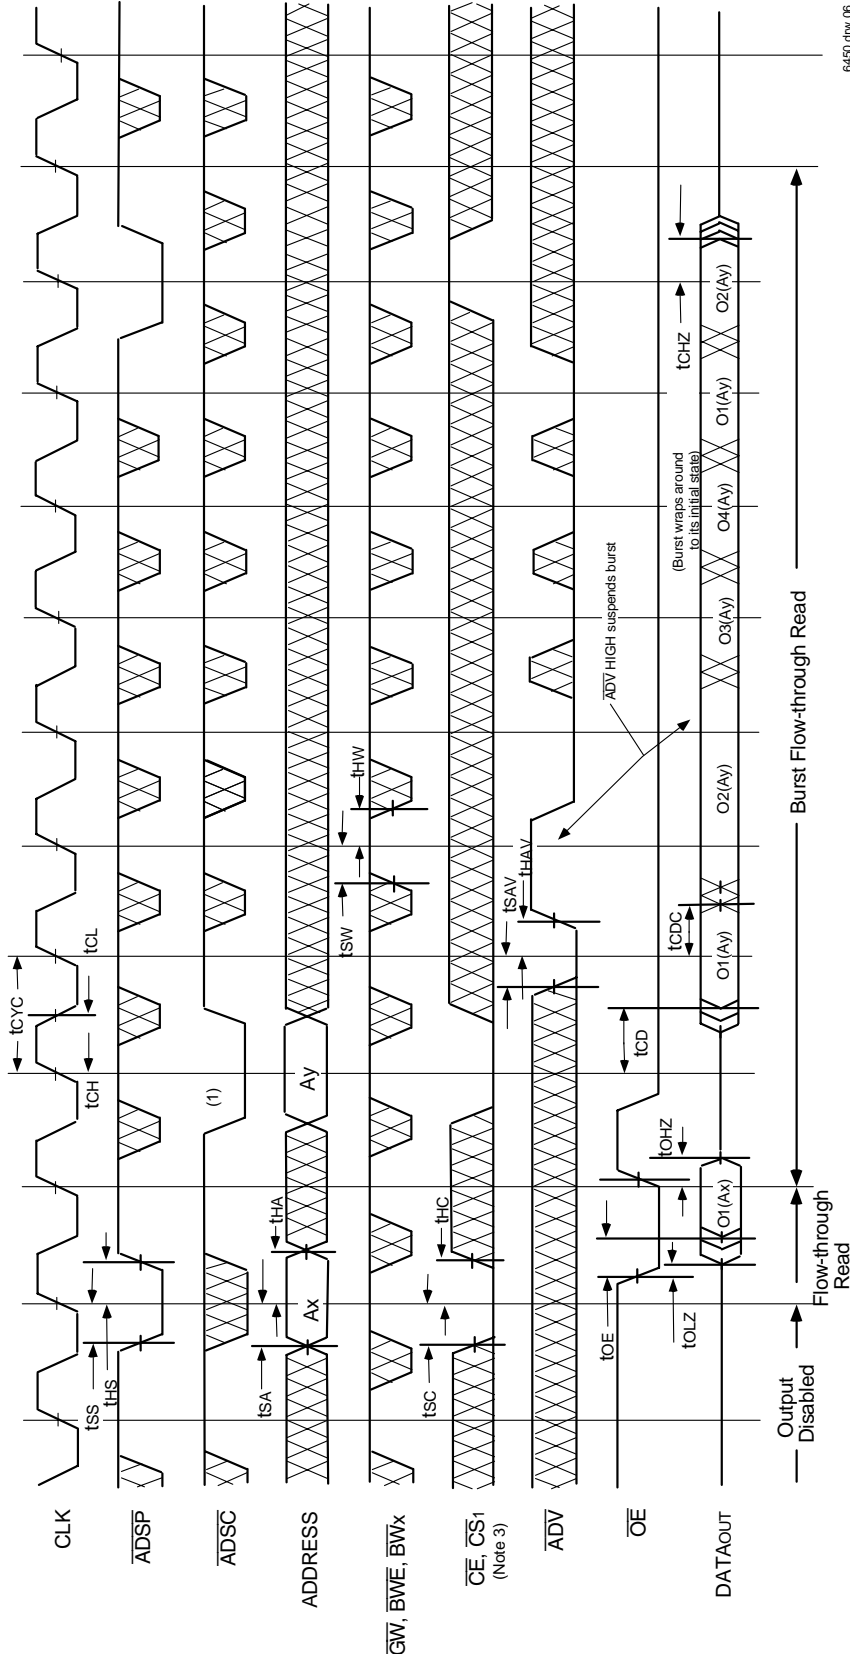 CLK
ADSP
ADSC
ADDRESS
GW, BWE, BWx
CE, CS1
(Note 3)
ADV
OE
DATAOUT
tCYC
tCH
tCL
tSS
tHS
(1)
tSA
tHA
Ax
Ay
tSW
tHW
tSC
tHC
tSAV
tHAV
ADV HIGH suspends burst
tOE
tOHZ
tOLZ
tCD
tCDC
tCHZ
O1(Ax)
O1(Ay)
O2(Ay)
O3(Ay)
O4(Ay)
O1(Ay)
O2(Ay)
(Burst wraps around
to its initial state)
Output
Disabled
Flow-through
Read
Burst Flow-through Read
6450 drw 06